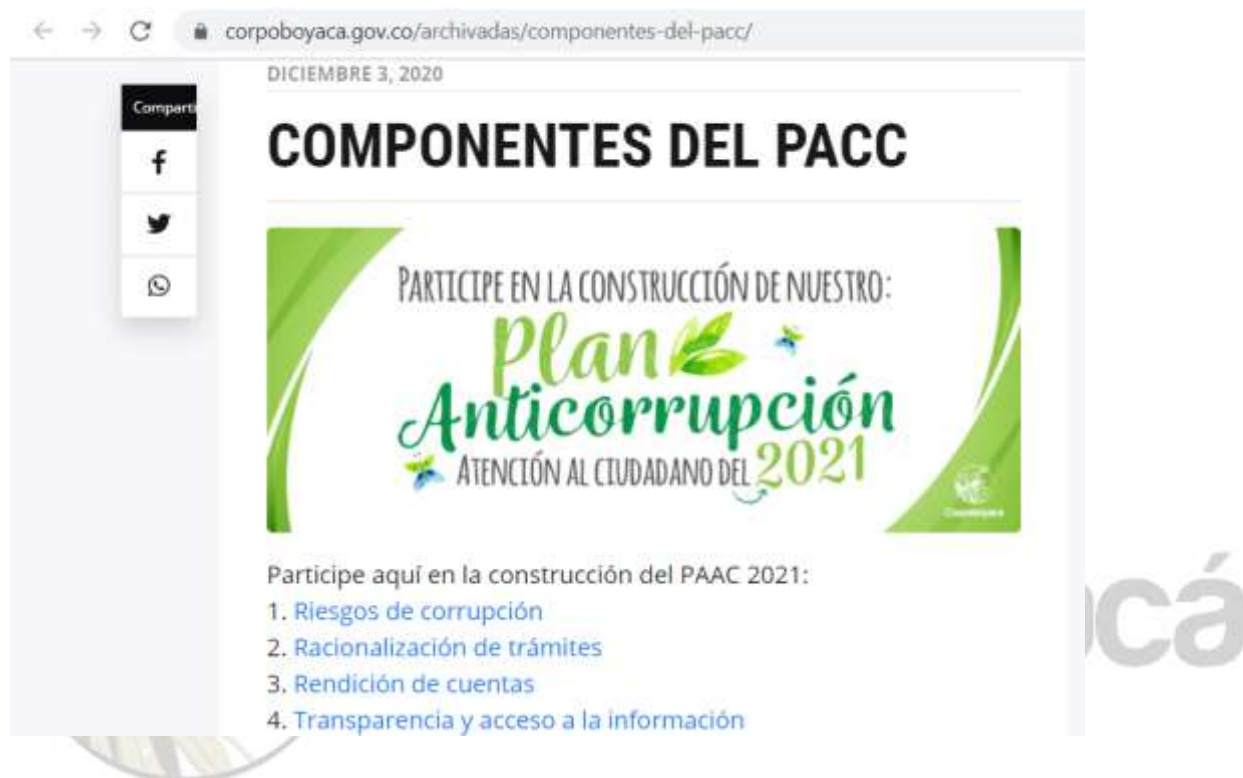 corpoboyaca.gov.co/archivadas/componentes-del-pacc/
DICIEMBRE 3, 2020
Comparti
COMPONENTES DEL PACC
PARTICIPE EN LA CONSTRUCCIÓN DE NUESTRO:
Plan
Anticorrupción
ATENCIÓN AL CIUDADANO DEL 2021
Participe aquí en la construcción del PAAC 2021:
1. Riesgos de corrupción
2. Racionalización de trámites
3. Rendición de cuentas
4. Transparencia y acceso a la información